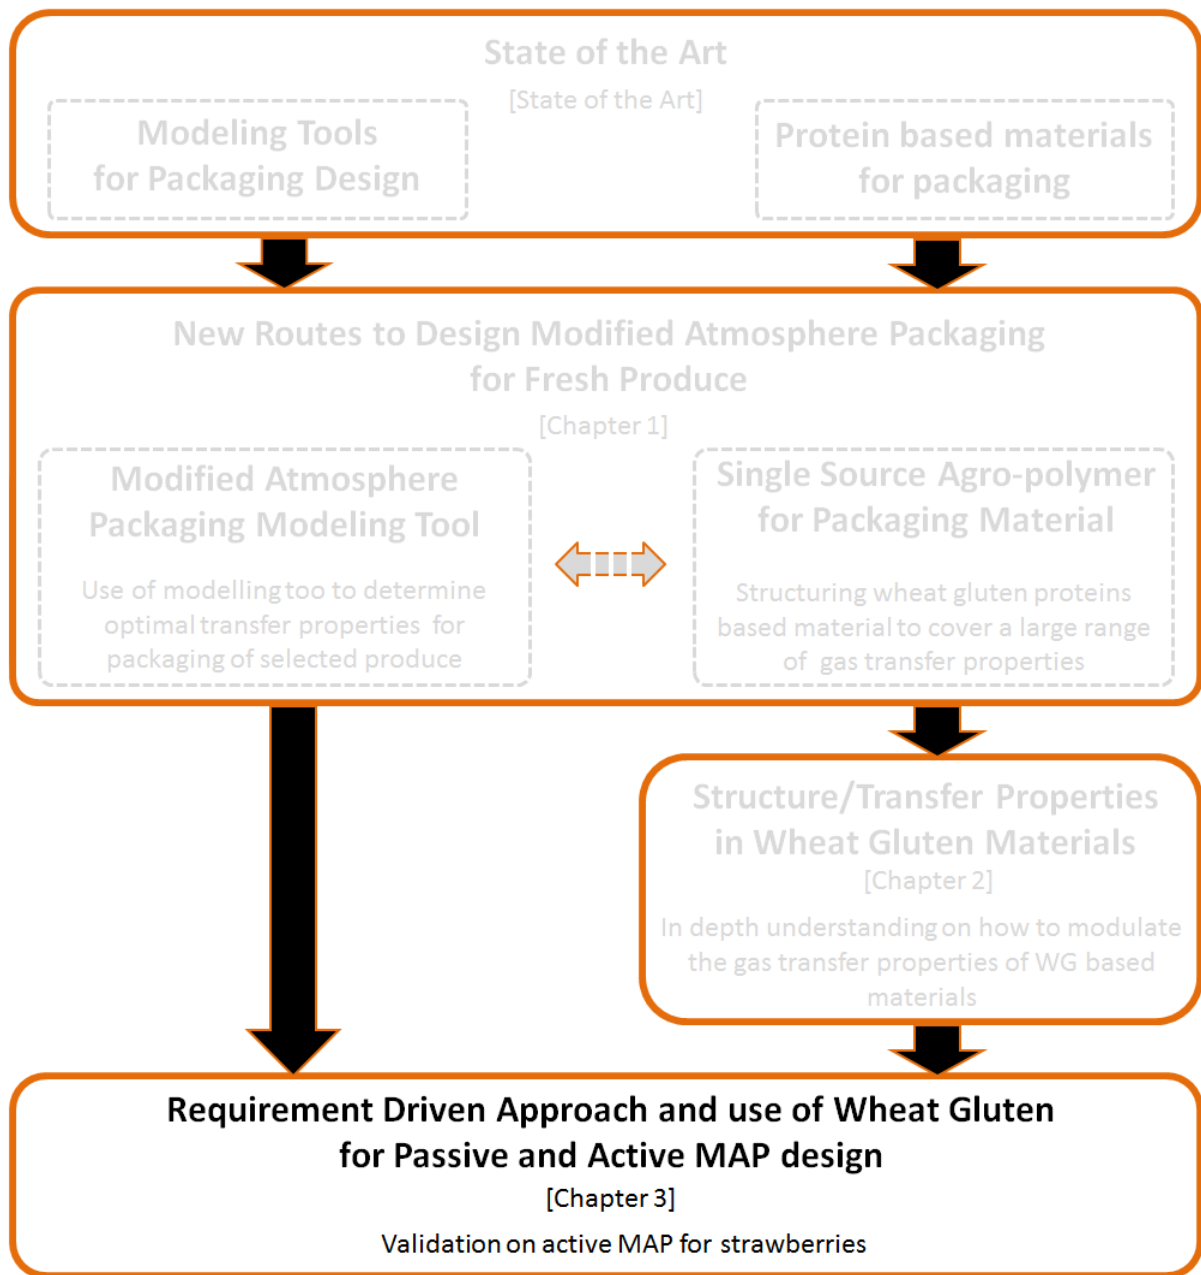 State of the Art
[State of the Art]
Modeling Tools
for Packaging Design
Protein based materials
for packaging
New Routes to Design Modified Atmosphere Packaging
for Fresh Produce
[Chapter 1]
Modified Atmosphere
Packaging Modeling Tool
Use of modelling too to determine
optimal transfer properties for
packaging of selected produce
Single Source Agro-polymer
for Packaging Material
Structuring wheat gluten proteins
based material to cover a large range
of gas transfer properties
Structure/Transfer Properties
in Wheat Gluten Materials
[Chapter 2]
In depth understanding on how to modulate
the gas transfer properties of WG based
materials
Requirement Driven Approach and use of Wheat Gluten
for Passive and Active MAP design
[Chapter 3]
Validation on active MAP for strawberries